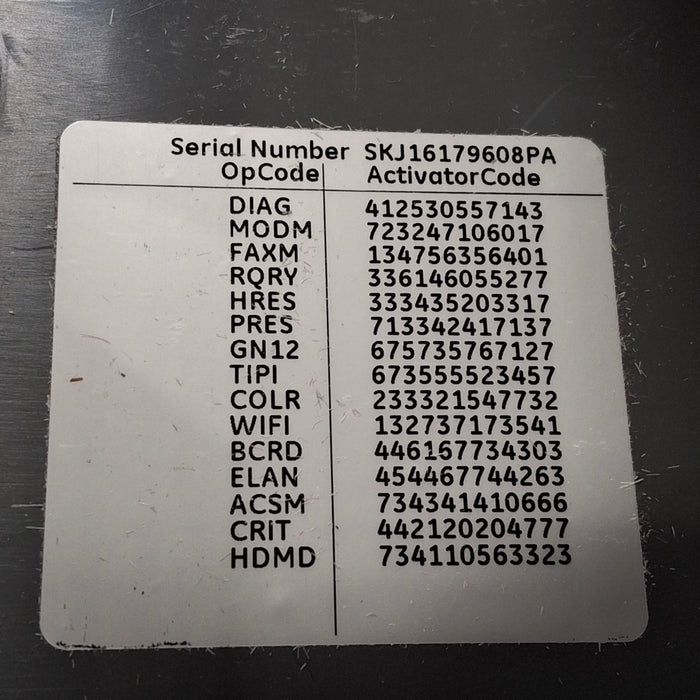 Serial Number SKJ16179608PA
OpCode ActivatorCode
DIAG 412530557143
MODM 723247106017
FAXM 134756356401
RQRY 336146055277
HRES 333435203317
PRES 713342417137
GN12 675735767127
TIPI 673555523457
COLR 233321547732
WIFI 132737173541
BCRD 446167734303
ELAN 454467744263
ACSM 734341410666
CRIT 442120204777
HDMD 734110563323